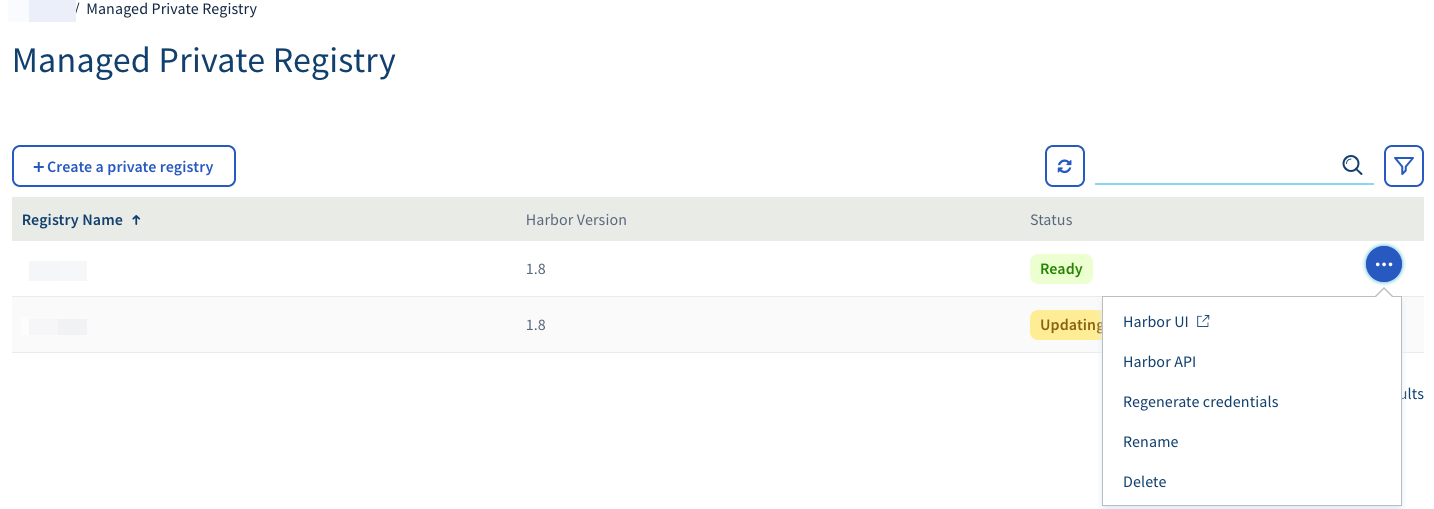 / Managed Private Registry
Managed Private Registry
+ Create a private registry
Registry Name ↑ Harbor Version Status
1.8 Ready
1.8 Updating
Harbor UI
Harbor API
Regenerate credentials
Rename
Delete